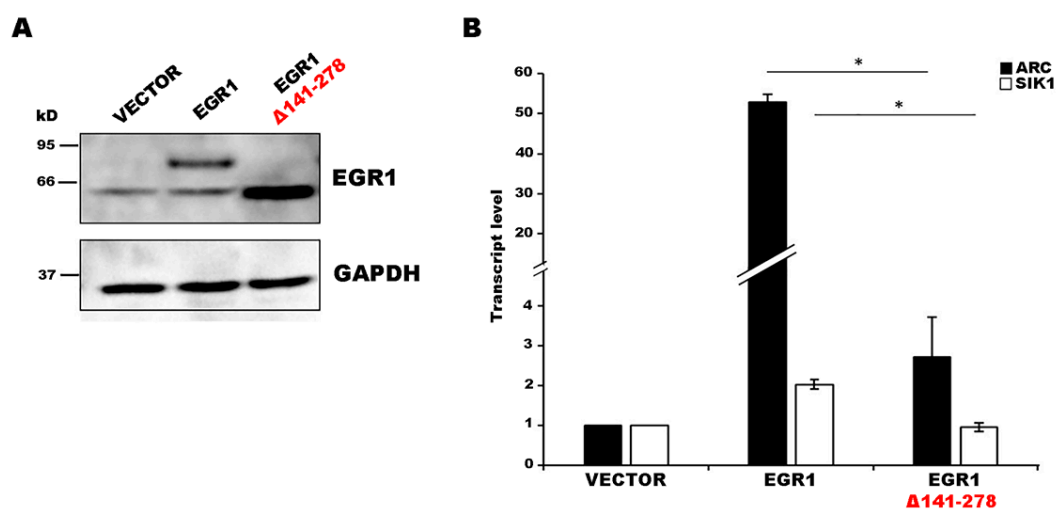 A
VECTOR
EGR1
EGR1
Δ141-278
kD
95
66
EGR1
37
GAPDH
B
ARC
SIK1
*
*
Transcript level
60
50
40
30
20
4
3
2
1
0
VECTOR
EGR1
EGR1
Δ141-278